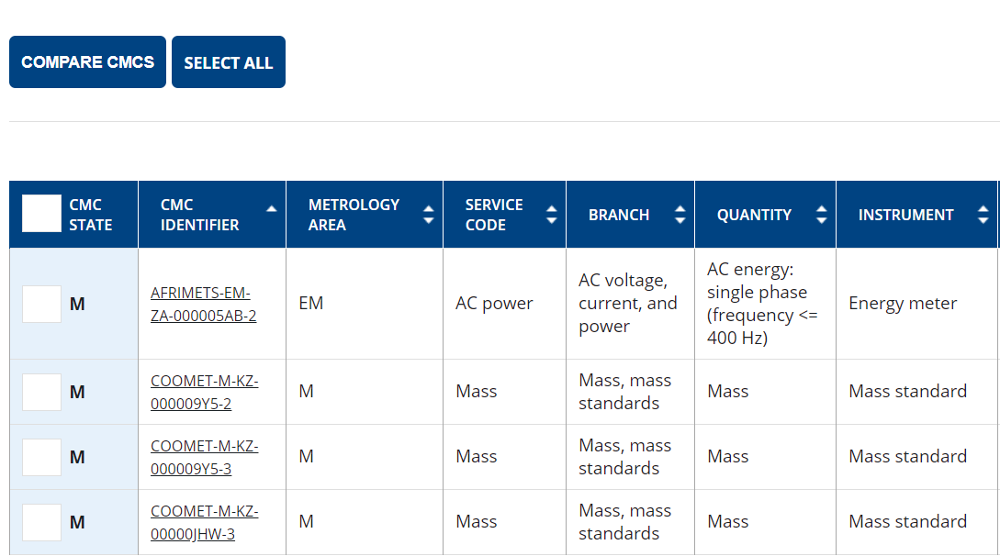 COMPARE CMCS
SELECT ALL
CMC STATE
CMC IDENTIFIER
METROLOGY AREA
SERVICE CODE
BRANCH
QUANTITY
INSTRUMENT
M
AFRIMETS-EM-
ZA-000005AB-2
EM
AC power
AC voltage,
current, and
power
AC energy:
single phase
(frequency <=
400 Hz)
Energy meter
M
COOMET-M-KZ-
000009Y5-2
M
Mass
Mass, mass
standards
Mass
Mass standard
M
COOMET-M-KZ-
000009Y5-3
M
Mass
Mass, mass
standards
Mass
Mass standard
M
COOMET-M-KZ-
00000JHW-3
M
Mass
Mass, mass
standards
Mass
Mass standard